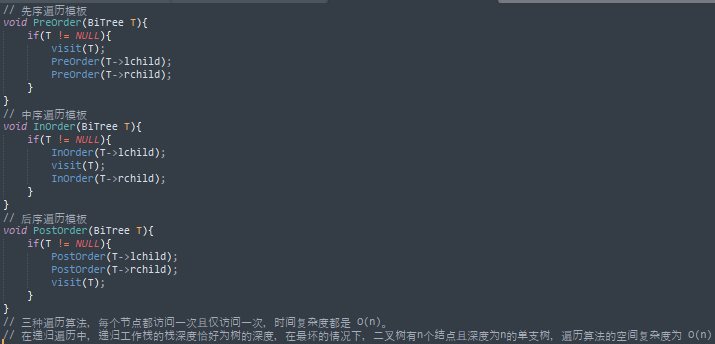 // 先序遍历模板
void PreOrder(BiTree T){
    if(T != NULL){
        visit(T);
        PreOrder(T->lchild);
        PreOrder(T->rchild);
    }
}
// 中序遍历模板
void InOrder(BiTree T){
    if(T != NULL){
        InOrder(T->lchild);
        visit(T);
        InOrder(T->rchild);
    }
}
// 后序遍历模板
void PostOrder(BiTree T){
    if(T != NULL){
        PostOrder(T->lchild);
        PostOrder(T->rchild);
        visit(T);
    }
}
// 三种遍历算法，每个节点都访问一次且仅访问一次，时间复杂度都是 O(n)。
// 在递归遍历中，递归工作栈的栈深度恰好为树的深度，在最坏的情况下，二叉树有n个结点且深度为n的单支树，遍历算法的空间复杂度为 O(n)